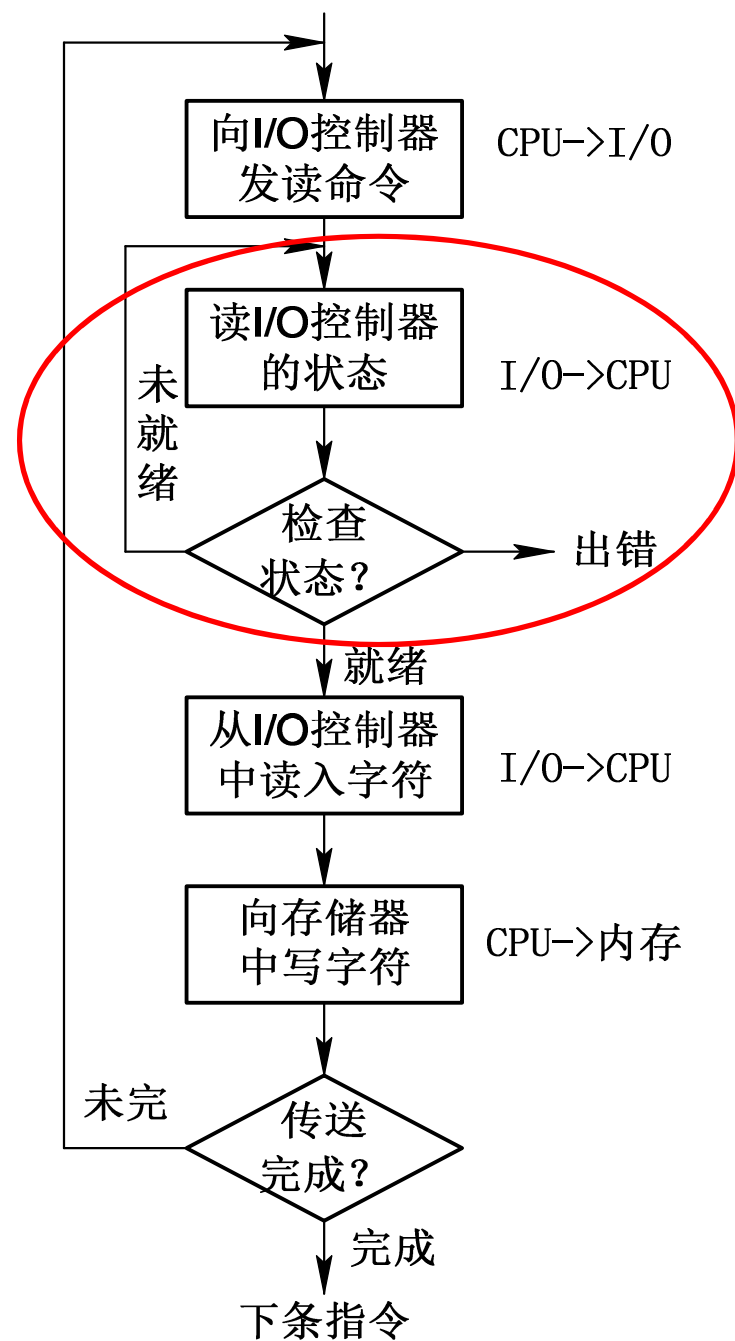 向I/O控制器
发读命令
CPU->I/O
读I/O控制器
的状态
I/O->CPU
未
就
绪
检查
状态?
出错
就绪
从I/O控制器
中读入字符
I/O->CPU
向存储器
中写字符
CPU->内存
未完
传送
完成?
完成
下条指令